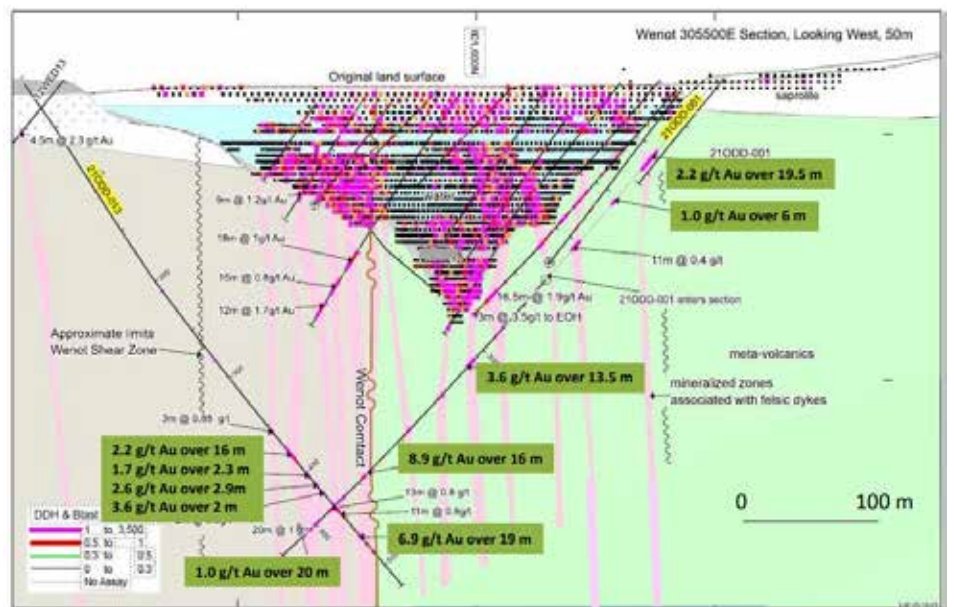 Wenot 305500E Section, Looking West, 50m
Original land surface
saprolite
4.5m @ 2.3 g/t Au
21ODD-013
21ODD-001
21ODD-001
2.2 g/t Au over 19.5 m
1.0 g/t Au over 6 m
9m @ 1.2g/t Au
water
18m @ 1g/t Au
11m @ 0.4 g/t
15m @ 0.8g/t Au
16.5m @ 1.9g/t Au
21ODD-001 enters section
12m @ 1.7g/t Au
3m @ 3.5g/t to EOH
Approximate limits
Wenot Shear Zone
meta-volcanics
3.6 g/t Au over 13.5 m
mineralized zones
associated with felsic dykes
Wenot Comtact
2.2 g/t Au over 16 m
1.7 g/t Au over 2.3 m
2.6 g/t Au over 2.9m
3.6 g/t Au over 2 m
8.9 g/t Au over 16 m
0 100 m
DDH & Blast
1 to 3,500
0.5 to 1
0.3 to 0.5
0 to 0.3
No Assay
6.9 g/t Au over 19 m
1.0 g/t Au over 20 m